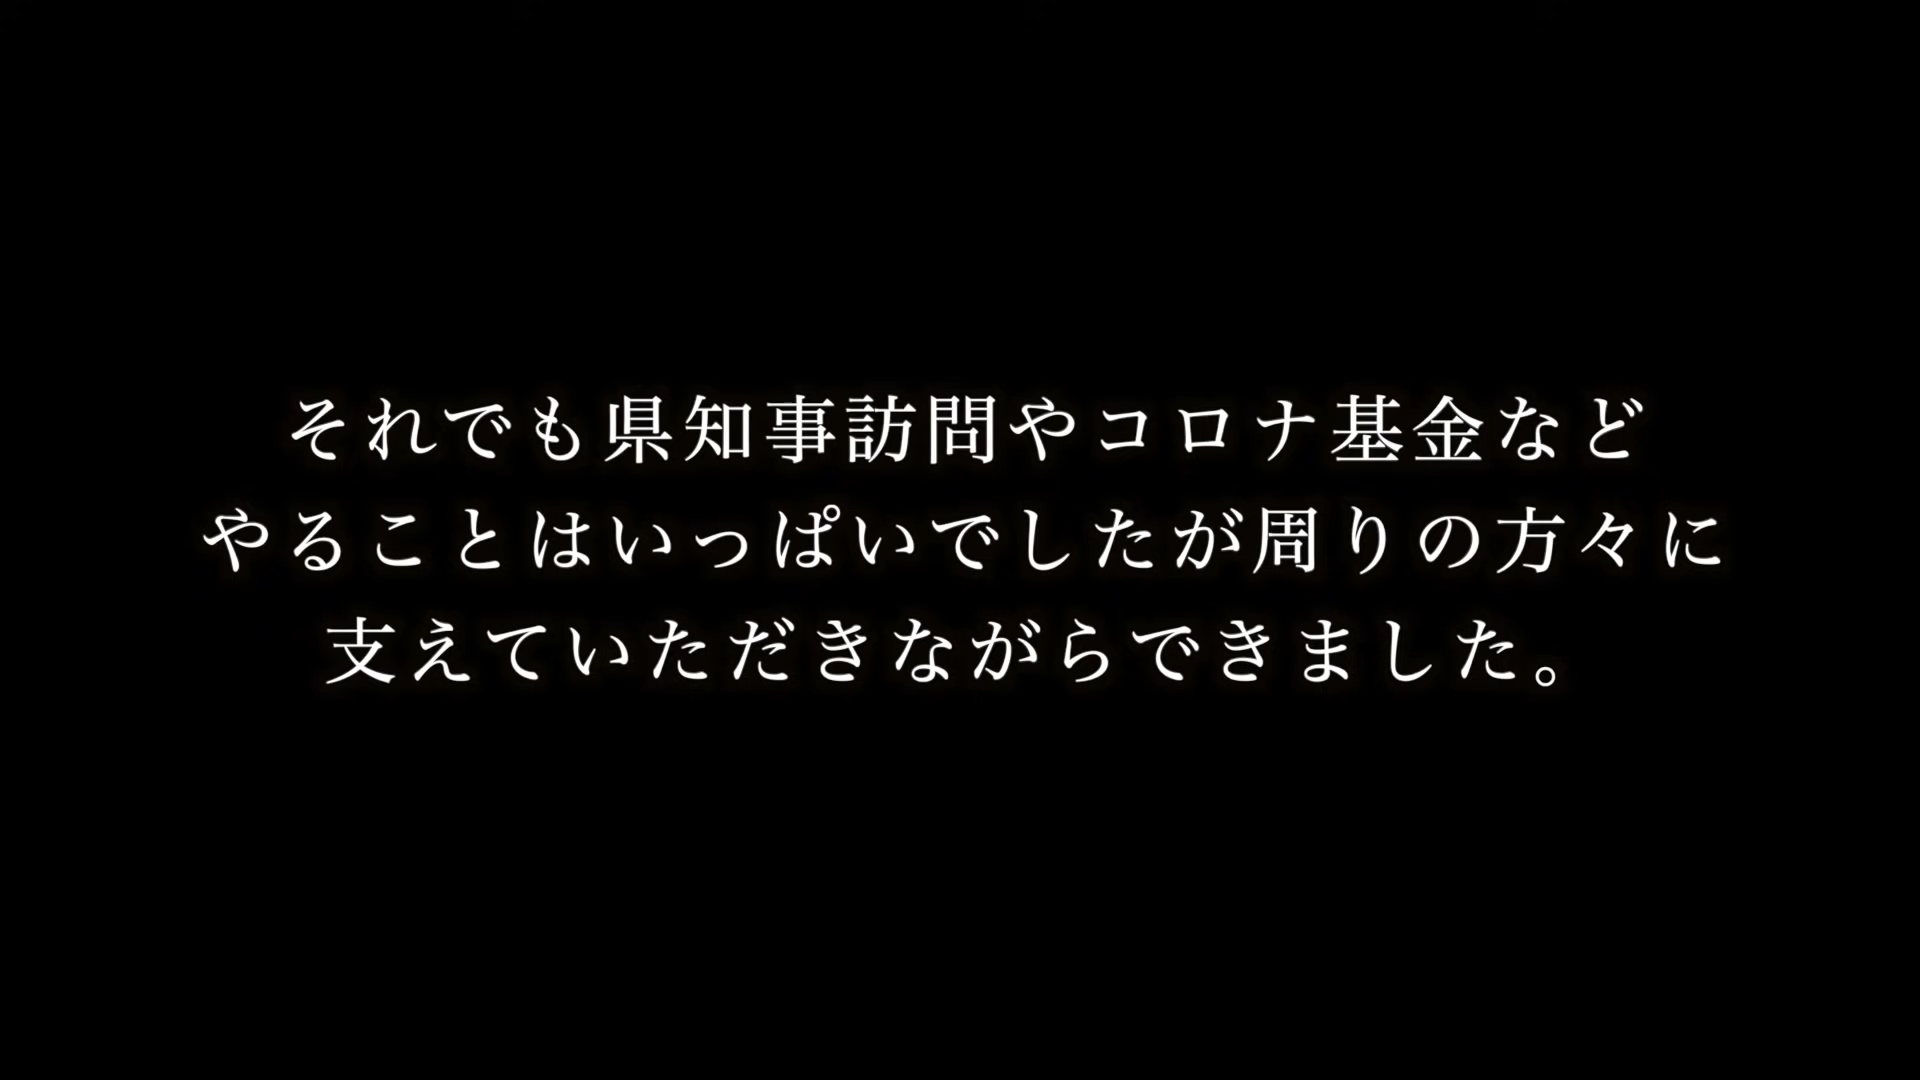 それでも県知事訪問やコロナ基金など
やることはいっぱいでしたが周りの方々に
支えていただきながらできました。